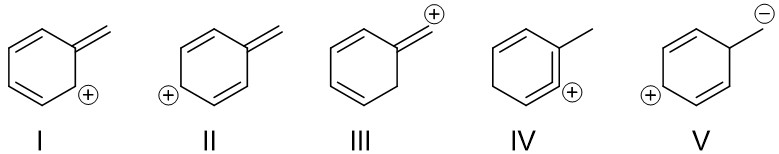 ⊕
⊖
⊕ ⊕ ⊕ ⊕
I II III IV V